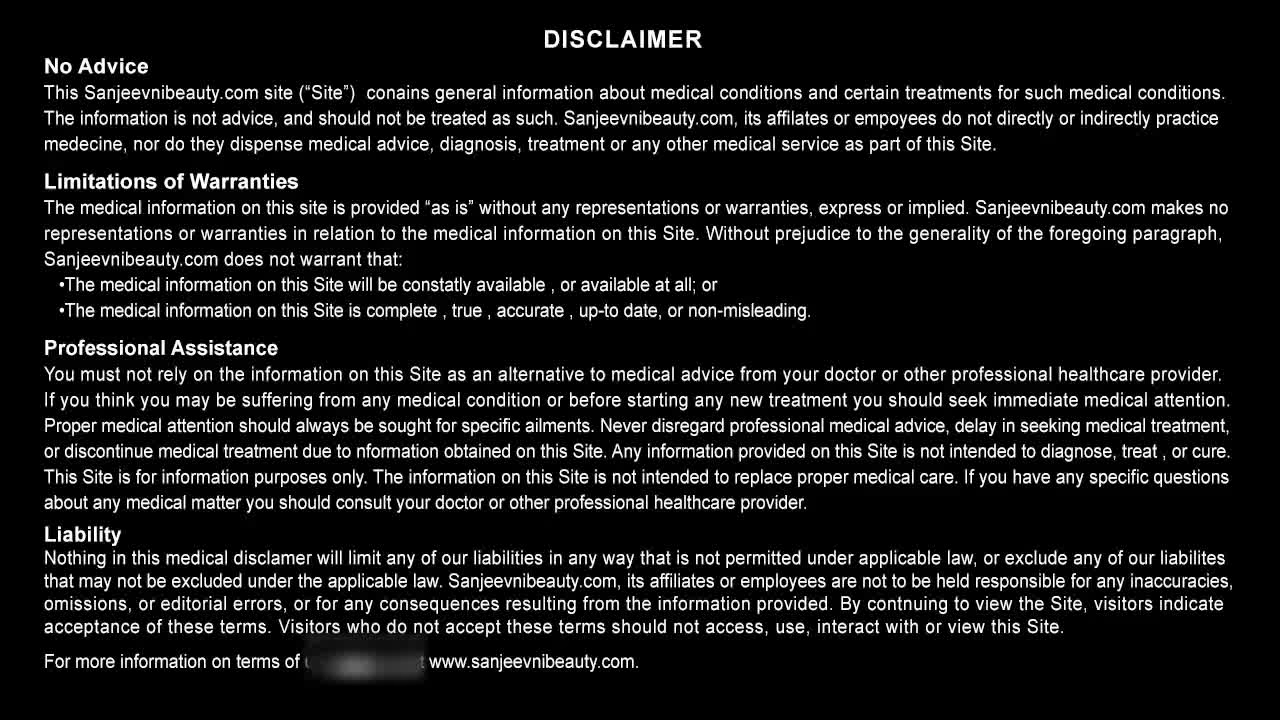 DISCLAIMER
No Advice
This Sanjeevnibeauty.com site (“Site”)  conains general information about medical conditions and certain treatments for such medical conditions.
The information is not advice, and should not be treated as such. Sanjeevnibeauty.com, its affilates or empoyees do not directly or indirectly practice
medecine, nor do they dispense medical advice, diagnosis, treatment or any other medical service as part of this Site.
Limitations of Warranties
The medical information on this site is provided “as is” without any representations or warranties, express or implied. Sanjeevnibeauty.com makes no
representations or warranties in relation to the medical information on this Site. Without prejudice to the generality of the foregoing paragraph,
Sanjeevnibeauty.com does not warrant that:
•The medical information on this Site will be constatly available , or available at all; or
•The medical information on this Site is complete , true , accurate , up-to date, or non-misleading.
Professional Assistance
You must not rely on the information on this Site as an alternative to medical advice from your doctor or other professional healthcare provider.
If you think you may be suffering from any medical condition or before starting any new treatment you should seek immediate medical attention.
Proper medical attention should always be sought for specific ailments. Never disregard professional medical advice, delay in seeking medical treatment,
or discontinue medical treatment due to nformation obtained on this Site. Any information provided on this Site is not intended to diagnose, treat , or cure.
This Site is for information purposes only. The information on this Site is not intended to replace proper medical care. If you have any specific questions
about any medical matter you should consult your doctor or other professional healthcare provider.
Liability
Nothing in this medical disclamer will limit any of our liabilities in any way that is not permitted under applicable law, or exclude any of our liabilites
that may not be excluded under the applicable law. Sanjeevnibeauty.com, its affiliates or employees are not to be held responsible for any inaccuracies,
omissions, or editorial errors, or for any consequences resulting from the information provided. By contnuing to view the Site, visitors indicate
acceptance of these terms. Visitors who do not accept these terms should not access, use, interact with or view this Site.
For more information on terms of www.sanjeevnibeauty.com.